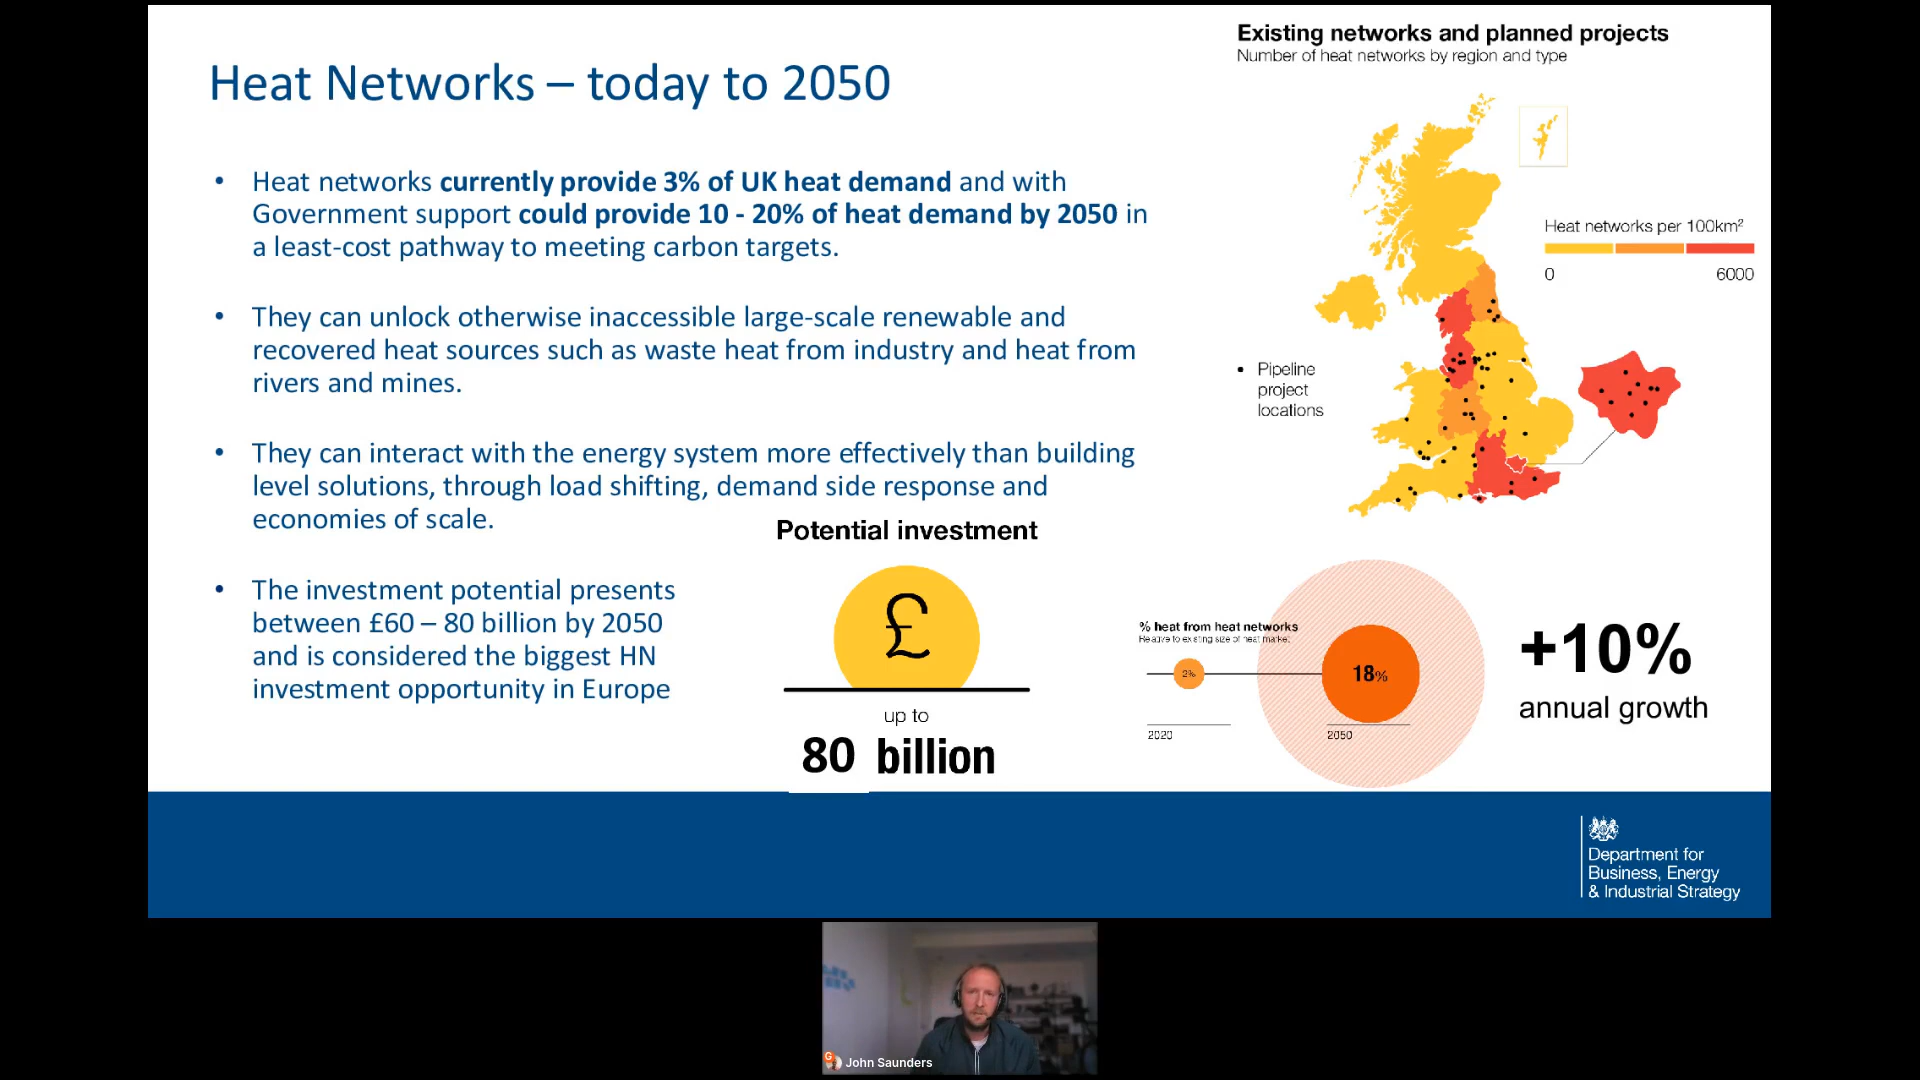 Heat Networks – today to 2050
• Heat networks currently provide 3% of UK heat demand and with
Government support could provide 10 - 20% of heat demand by 2050 in
a least-cost pathway to meeting carbon targets.
• They can unlock otherwise inaccessible large-scale renewable and
recovered heat sources such as waste heat from industry and heat from
rivers and mines.
• They can interact with the energy system more effectively than building
level solutions, through load shifting, demand side response and
economies of scale.
• The investment potential presents
between £60 – 80 billion by 2050
and is considered the biggest HN
investment opportunity in Europe
Potential investment
£
up to
80 billion
Existing networks and planned projects
Number of heat networks by region and type
Heat networks per 100km²
0 6000
• Pipeline
project
locations
% heat from heat networks
Relative to existing size of heat market
2%
18%
2020
2050
+10%
annual growth
Department for
Business, Energy
& Industrial Strategy
G
John Saunders